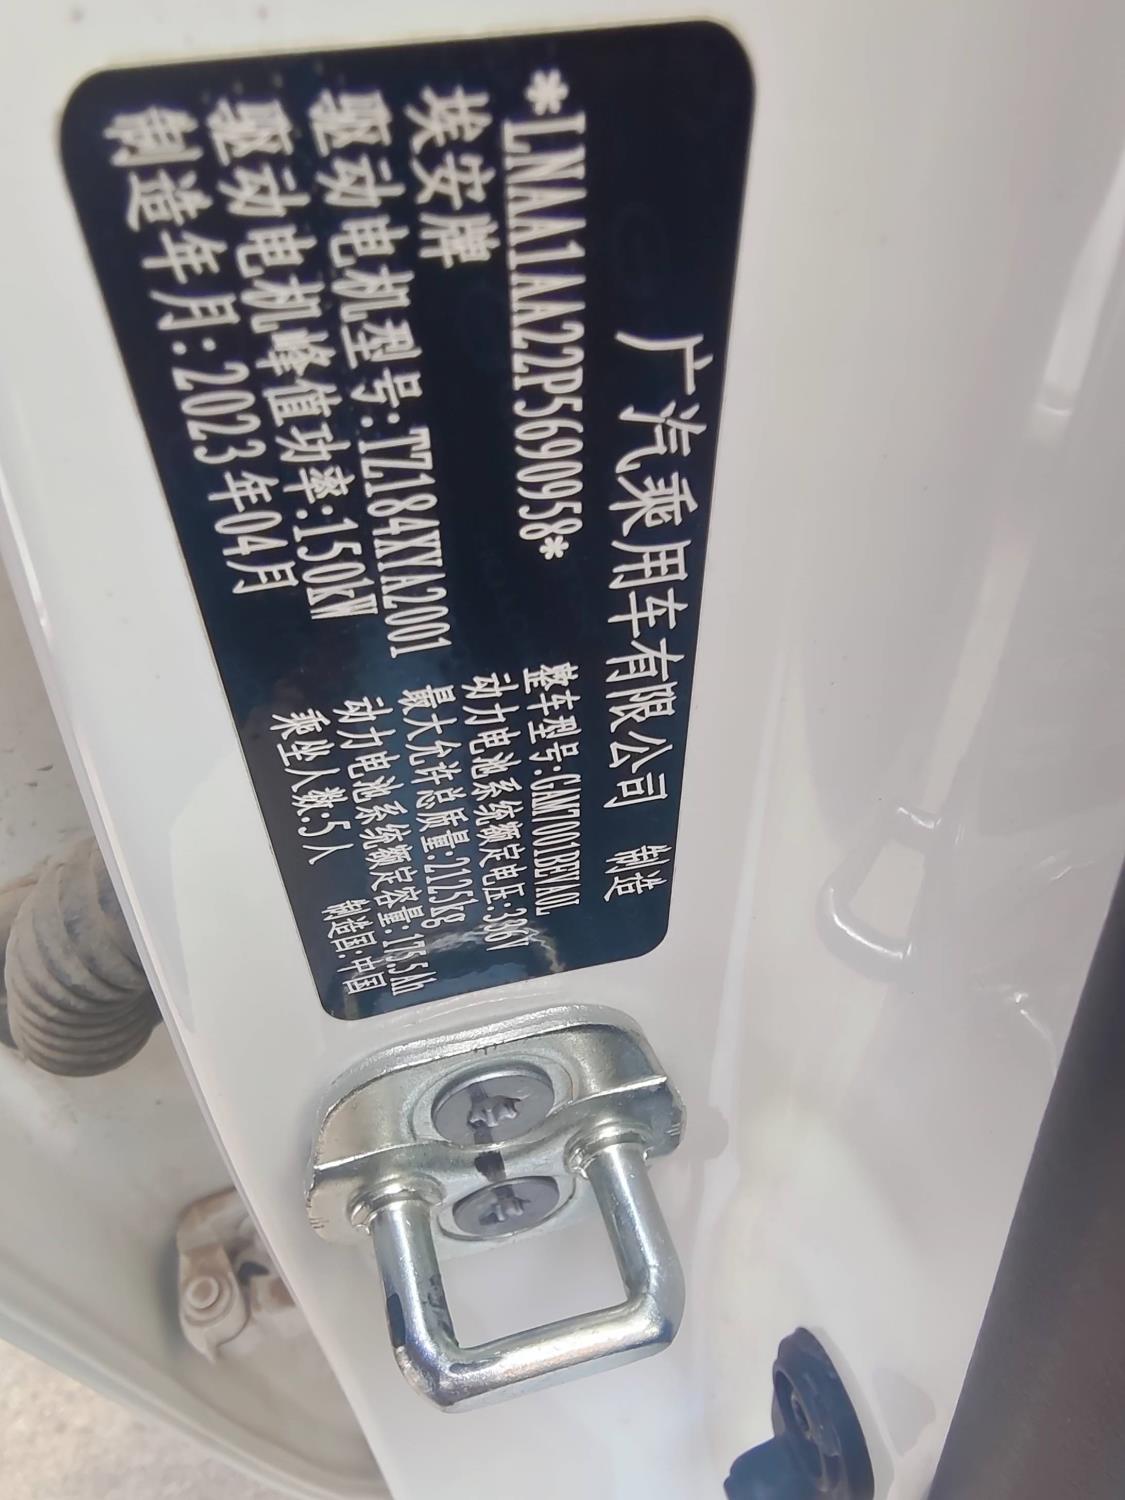 广汽乘用车有限公司 制造
*LNAA1AA22P5690958*
整车型号:GAM7001BEVA0L
埃安牌
动力电池系统额定电压:396V
驱动电机型号:TZ184XYA2001
最大允许总质量:2125kg
驱动电机峰值功率:150kW
动力电池系统额定容量:175.5Ah
制造年月:2023年04月
乘坐人数:5人
制造国:中国